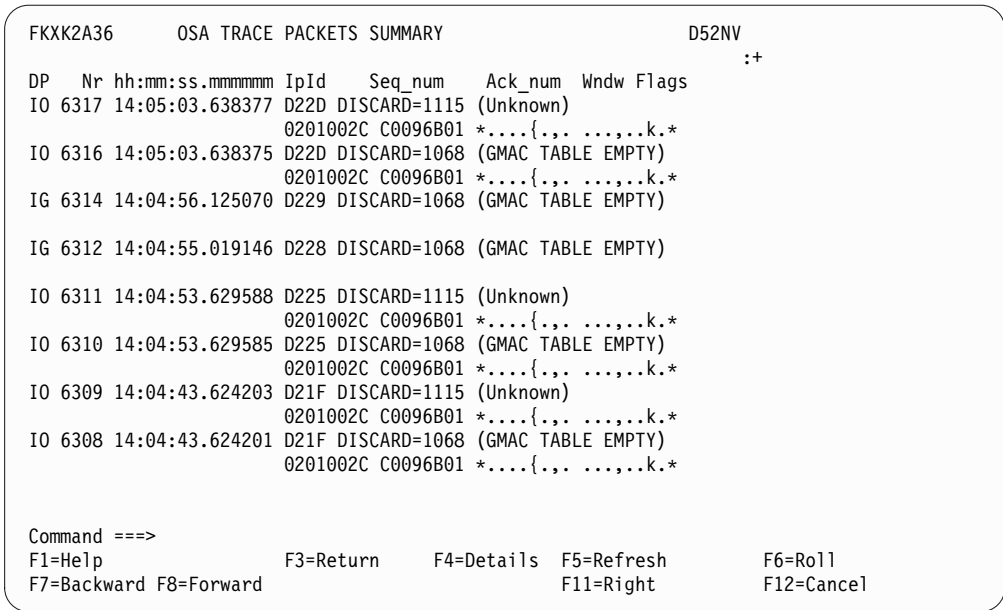 FKXK2A36      OSA TRACE PACKETS SUMMARY                        D52NV
:+
DP   Nr hh:mm:ss.mmmmmm IpId    Seq_num    Ack_num  Wndw Flags
IO 6317 14:05:03.638377 D22D DISCARD=1115 (Unknown)
0201002C C0096B01 *....{.,. ...,..k.*
IO 6316 14:05:03.638375 D22D DISCARD=1068 (GMAC TABLE EMPTY)
0201002C C0096B01 *....{.,. ...,..k.*
IG 6314 14:04:56.125070 D229 DISCARD=1068 (GMAC TABLE EMPTY)
IG 6312 14:04:55.019146 D228 DISCARD=1068 (GMAC TABLE EMPTY)
IO 6311 14:04:53.629588 D225 DISCARD=1115 (Unknown)
0201002C C0096B01 *....{.,. ...,..k.*
IO 6310 14:04:53.629585 D225 DISCARD=1068 (GMAC TABLE EMPTY)
0201002C C0096B01 *....{.,. ...,..k.*
IO 6309 14:04:43.624203 D21F DISCARD=1115 (Unknown)
0201002C C0096B01 *....{.,. ...,..k.*
IO 6308 14:04:43.624201 D21F DISCARD=1068 (GMAC TABLE EMPTY)
0201002C C0096B01 *....{.,. ...,..k.*
Command ===>
F1=Help                 F3=Return     F4=Details  F5=Refresh         F6=Roll
F7=Backward F8=Forward                            F11=Right          F12=Cancel